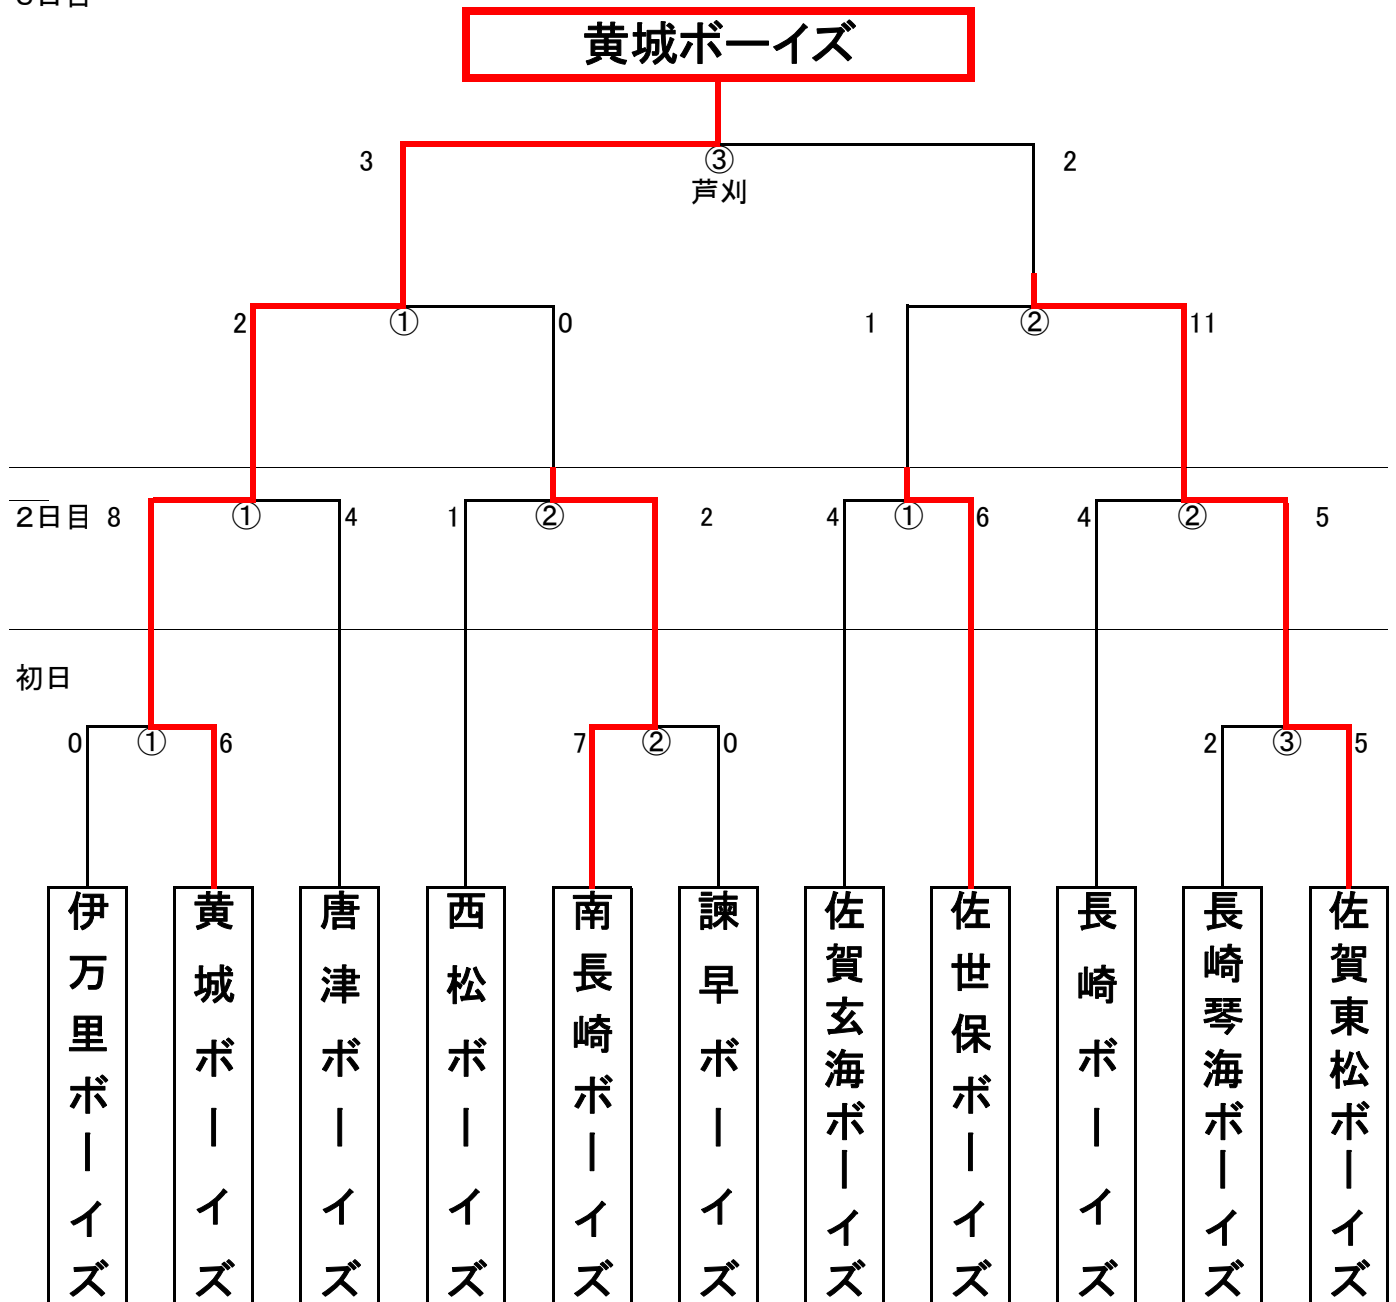 3日目
黄城ボーイズ
3 ③ 2
芦刈
2 ① 0 1 ② 11
2日目 8 ① 4 1 ② 2 4 ① 6 4 ② 5
初日
0 ① 6 7 ② 0 2 ③ 5
伊万里ボーイズ
黄城ボーイズ
唐津ボーイズ
西松ボーイズ
南長崎ボーイズ
諫早ボーイズ
佐賀玄海ボーイズ
佐世保ボーイズ
長崎ボーイズ
長崎琴海ボーイズ
佐賀東松ボーイズ